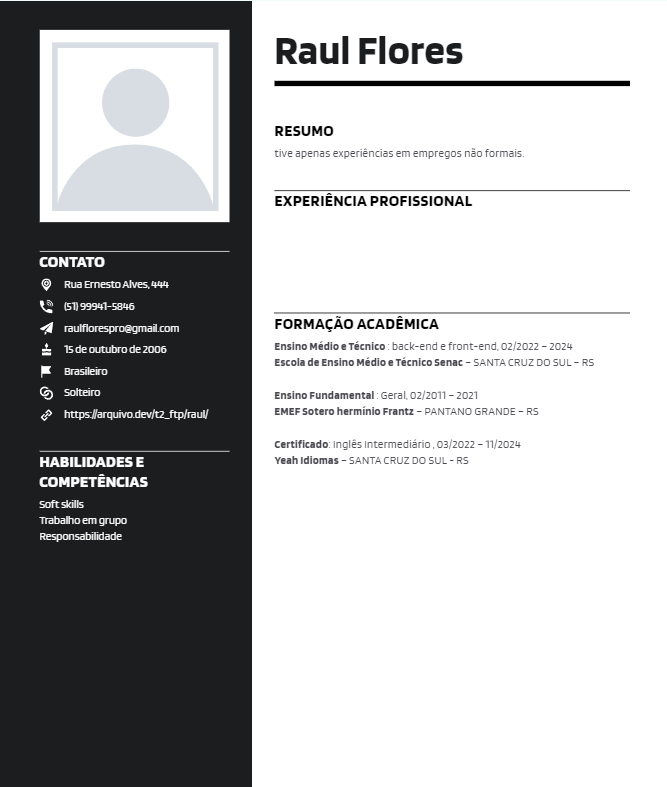 Raul Flores
RESUMO
tive apenas experiências em empregos não formais.
EXPERIÊNCIA PROFISSIONAL
FORMAÇÃO ACADÊMICA
Ensino Médio e Técnico : back-end e front-end, 02/2022 – 2024
Escola de Ensino Médio e Técnico Senac – SANTA CRUZ DO SUL – RS
Ensino Fundamental : Geral, 02/2011 – 2021
EMEF Sotero hermínio Frantz – PANTANO GRANDE – RS
Certificado: Inglês Intermediário , 03/2022 – 11/2024
Yeah Idiomas – SANTA CRUZ DO SUL - RS
CONTATO
Rua Ernesto Alves, 444
(51) 99941-5846
raulflorespro@gmail.com
15 de outubro de 2006
Brasileiro
Solteiro
https://arquivo.dev/t2_ftp/raul/
HABILIDADES E
COMPETÊNCIAS
Soft skills
Trabalho em grupo
Responsabilidade